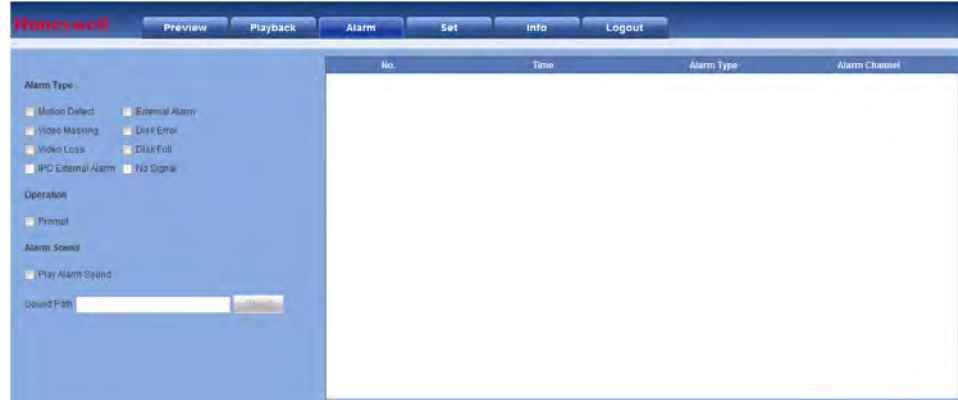 Honeywell Preview Playback Alarm Set Info Logout
No. Time Alarm Type Alarm Channel
Alarm Type
Motion Detect External Alarm
Video Masking Disk Error
Video Loss Disk Full
IPC External Alarm No Signal
Operation
Prompt
Alarm Sound
Play Alarm Sound
Sound Path